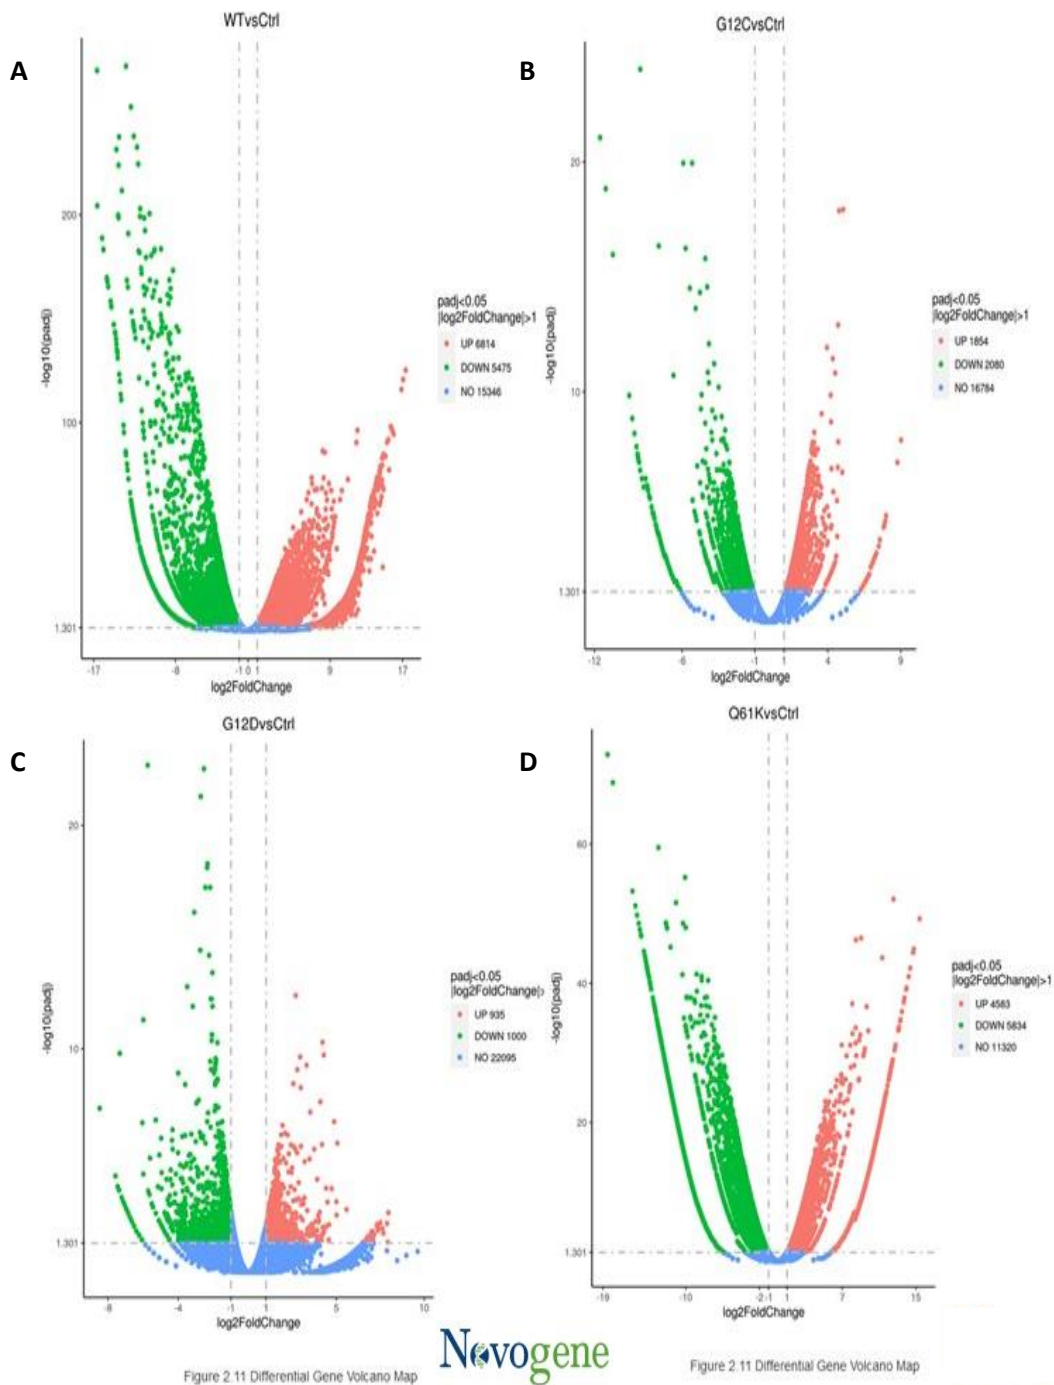 WTvsCtrl
A
200
100
1.301
-log10(padj)
-17 -8 -1 0 1 9 17
log2FoldChange
padj<0.05
|log2FoldChange|>1
UP 6814
DOWN 5475
NO 15346
G12CvsCtrl
B
20
10
1.301
-log10(padj)
-12 -6 -1 1 4 9
log2FoldChange
padj<0.05
|log2FoldChange|>1
UP 1854
DOWN 2080
NO 16784
G12DvsCtrl
C
20
10
1.301
-log10(padj)
-8 -4 -1 1 5 10
log2FoldChange
padj<0.05
|log2FoldChange|>
UP 935
DOWN 1000
NO 22095
Q61KvsCtrl
D
60
40
20
1.301
-log10(padj)
-19 -10 -2 -1 1 7 15
log2FoldChange
padj<0.05
|log2FoldChange|>1
UP 4583
DOWN 5834
NO 11320
Novogene
Figure 2.11 Differential Gene Volcano Map
Figure 2.11 Differential Gene Volcano Map